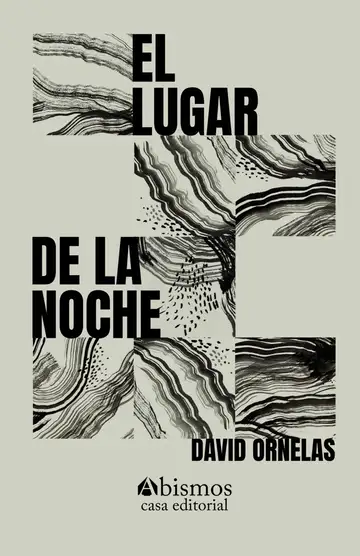 EL
LUGAR
DE LA
NOCHE
DAVID ORNELAS
Abismos
casa editorial